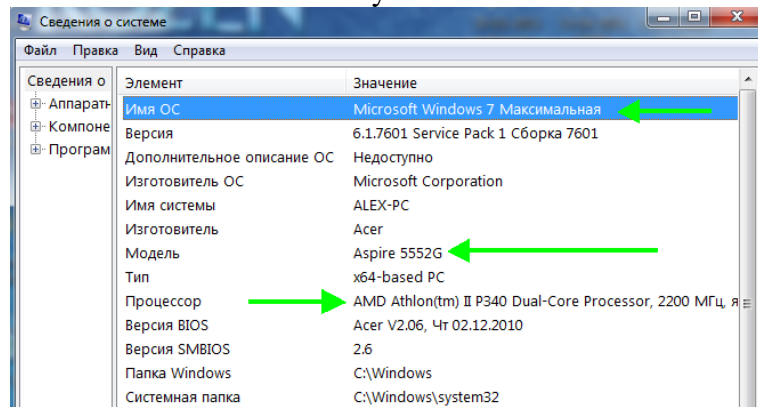 Сведения о системе
Файл Правка Вид Справка
Сведения о
Элемент Значение
Аппаратн
Имя ОС Microsoft Windows 7 Максимальная
Компоне
Версия 6.1.7601 Service Pack 1 Сборка 7601
Програм
Дополнительное описание ОС Недоступно
Изготовитель ОС Microsoft Corporation
Имя системы ALEX-PC
Изготовитель Acer
Модель Aspire 5552G
Тип x64-based PC
Процессор AMD Athlon(tm) II P340 Dual-Core Processor, 2200 МГц, я
Версия BIOS Acer V2.06, Чт 02.12.2010
Версия SMBIOS 2.6
Папка Windows C:\Windows
Системная папка C:\Windows\system32